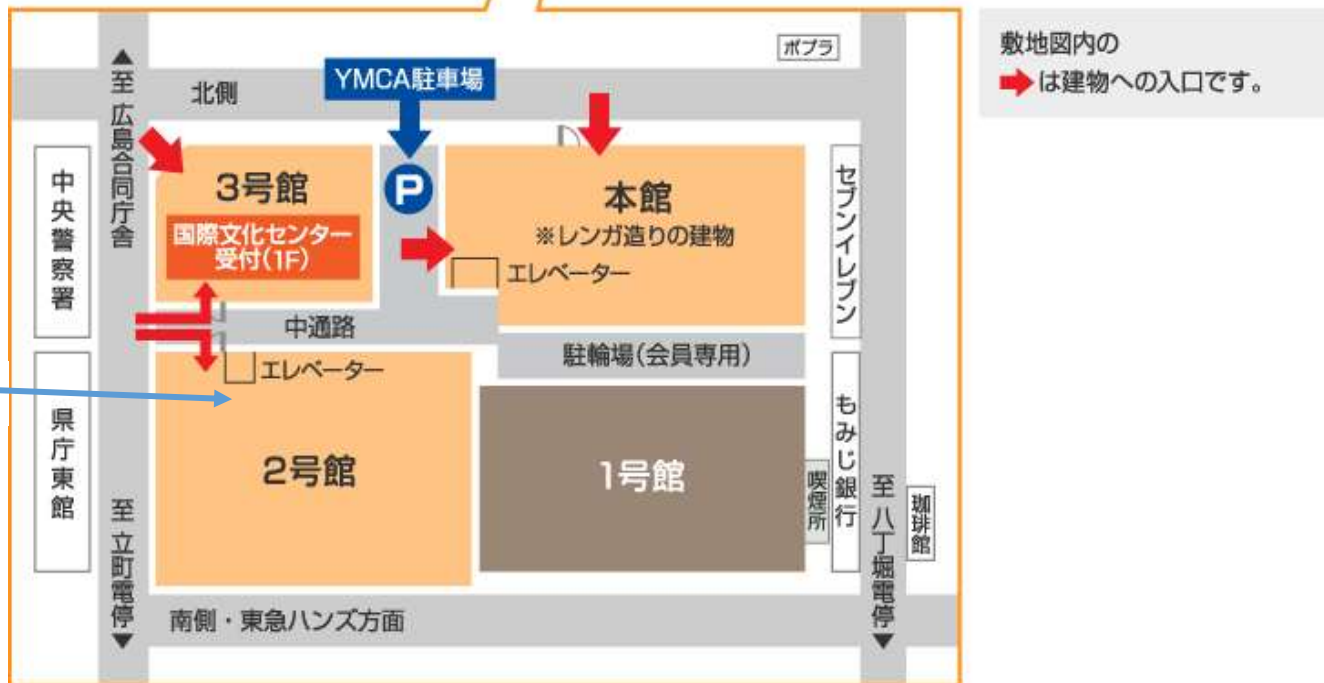 ポプラ
YMCA駐車場
北側
▲至 広島合同庁舎
中央警察署
3号館
国際文化センター
受付(1F)
P
本館
※レンガ造りの建物
エレベーター
セブンイレブン
中通路
駐輪場(会員専用)
エレベーター
県庁東館
2号館
1号館
喫煙所
もみじ銀行
至 立町電停▼
至 八丁堀電停▼
珈琲館
南側・東急ハンズ方面
敷地図内の
は建物への入口です。